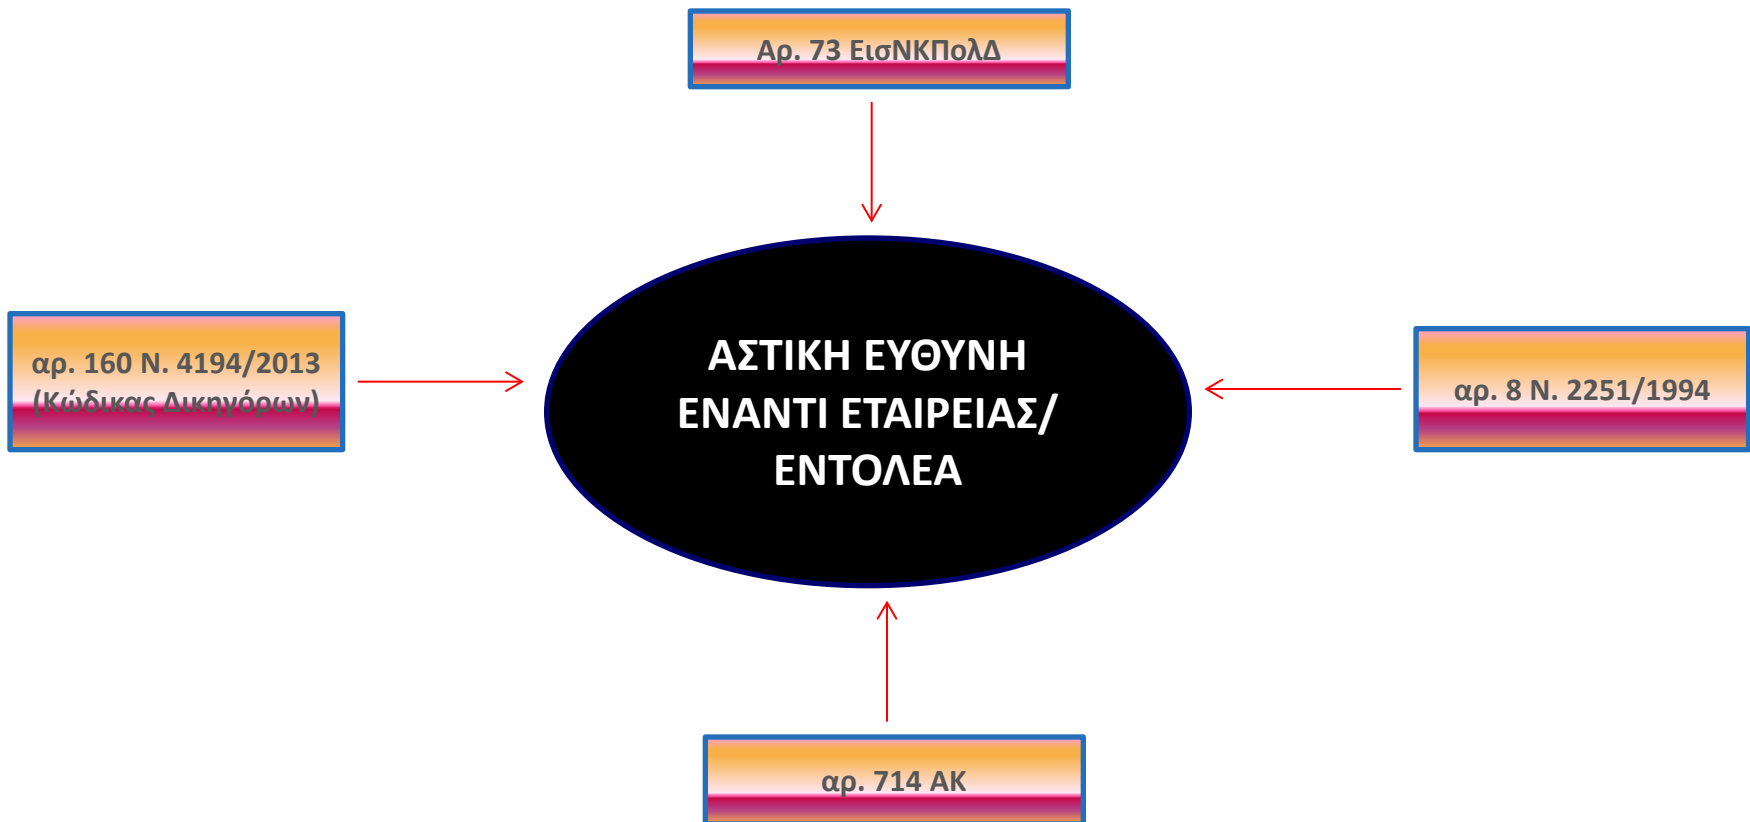 Αρ. 73 ΕισΝΚΠολΔ
αρ. 160 Ν. 4194/2013
(Κώδικας Δικηγόρων)
ΑΣΤΙΚΗ ΕΥΘΥΝΗ
ΕΝΑΝΤΙ ΕΤΑΙΡΕΙΑΣ/
ΕΝΤΟΛΕΑ
αρ. 8 Ν. 2251/1994
αρ. 714 ΑΚ